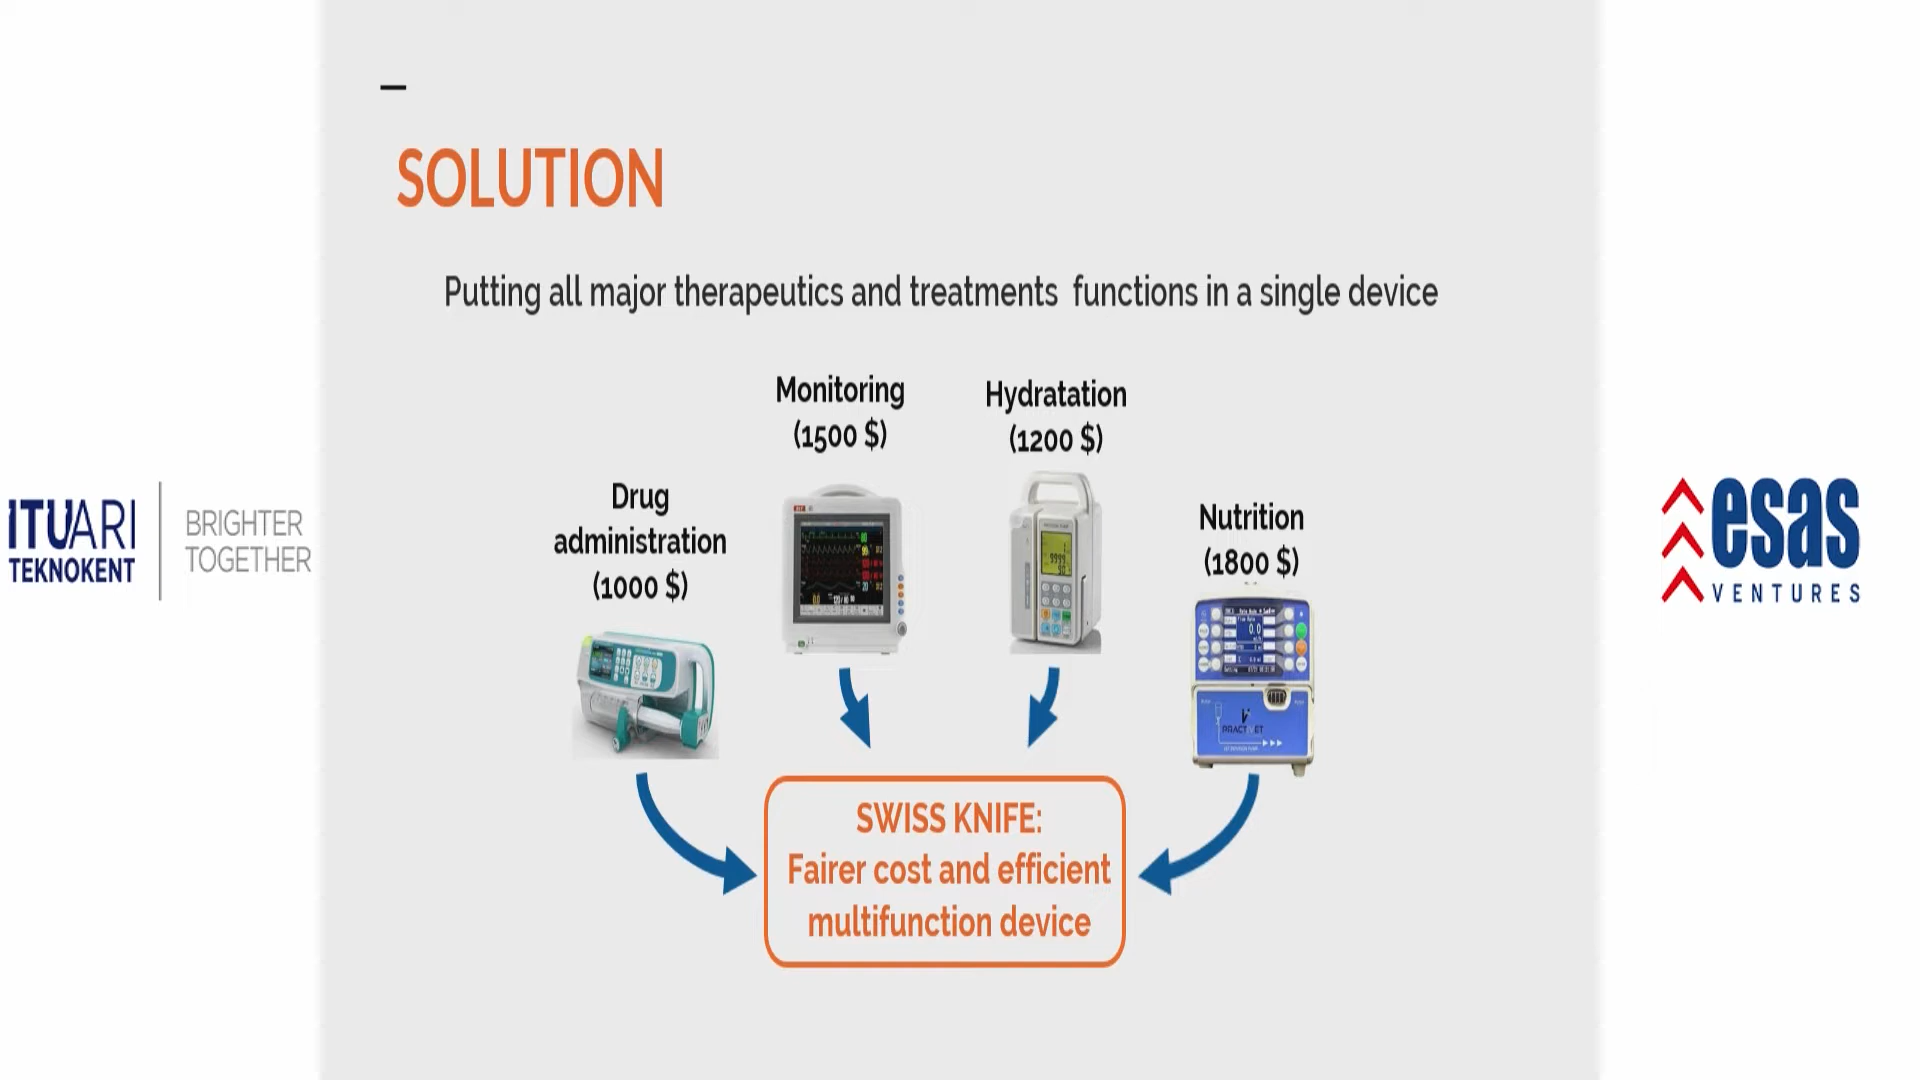 SOLUTION
Putting all major therapeutics and treatments functions in a single device
Monitoring
(1500 $)
Hydratation
(1200 $)
Drug
administration
(1000 $)
Nutrition
(1800 $)
SWISS KNIFE:
Fairer cost and efficient
multifunction device
ITUARI
TEKNOKENT
BRIGHTER
TOGETHER
esas
VENTURES